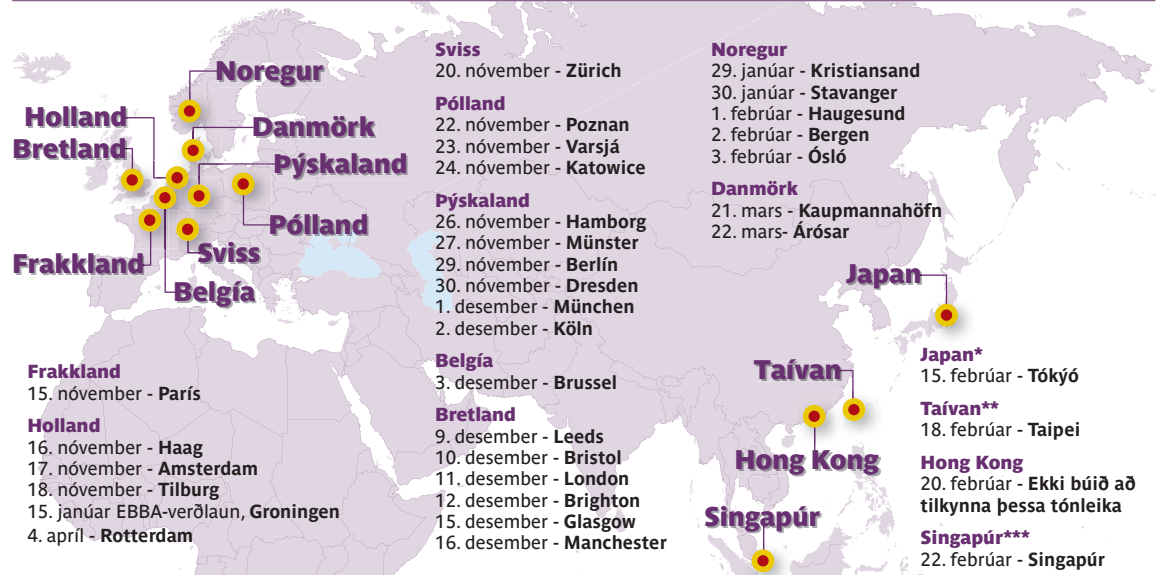 Noregur
Holland
Danmörk
Bretland
Þýskaland
Pólland
Sviss
Frakkland
Belgía
Japan
Taívan
Hong Kong
Singapúr
Frakkland
15. nóvember - París
Holland
16. nóvember - Haag
17. nóvember - Amsterdam
18. nóvember - Tilburg
15. janúar EBBA-verðlaun, Groningen
4. apríl - Rotterdam
Sviss
20. nóvember - Zürich
Pólland
22. nóvember - Poznan
23. nóvember - Varsjá
24. nóvember - Katowice
Þýskaland
26. nóvember - Hamborg
27. nóvember - Münster
29. nóvember - Berlín
30. nóvember - Dresden
1. desember - München
2. desember - Köln
Belgía
3. desember - Brussel
Bretland
9. desember - Leeds
10. desember - Bristol
11. desember - London
12. desember - Brighton
15. desember - Glasgow
16. desember - Manchester
Noregur
29. janúar - Kristiansand
30. janúar - Stavanger
1. febrúar - Haugesund
2. febrúar - Bergen
3. febrúar - Ósló
Danmörk
21. mars - Kaupmannahöfn
22. mars- Árósar
Japan*
15. febrúar - Tókýó
Taívan**
18. febrúar - Taipei
Hong Kong
20. febrúar - Ekki búið að
tilkynna þessa tónleika
Singapúr***
22. febrúar - Singapúr